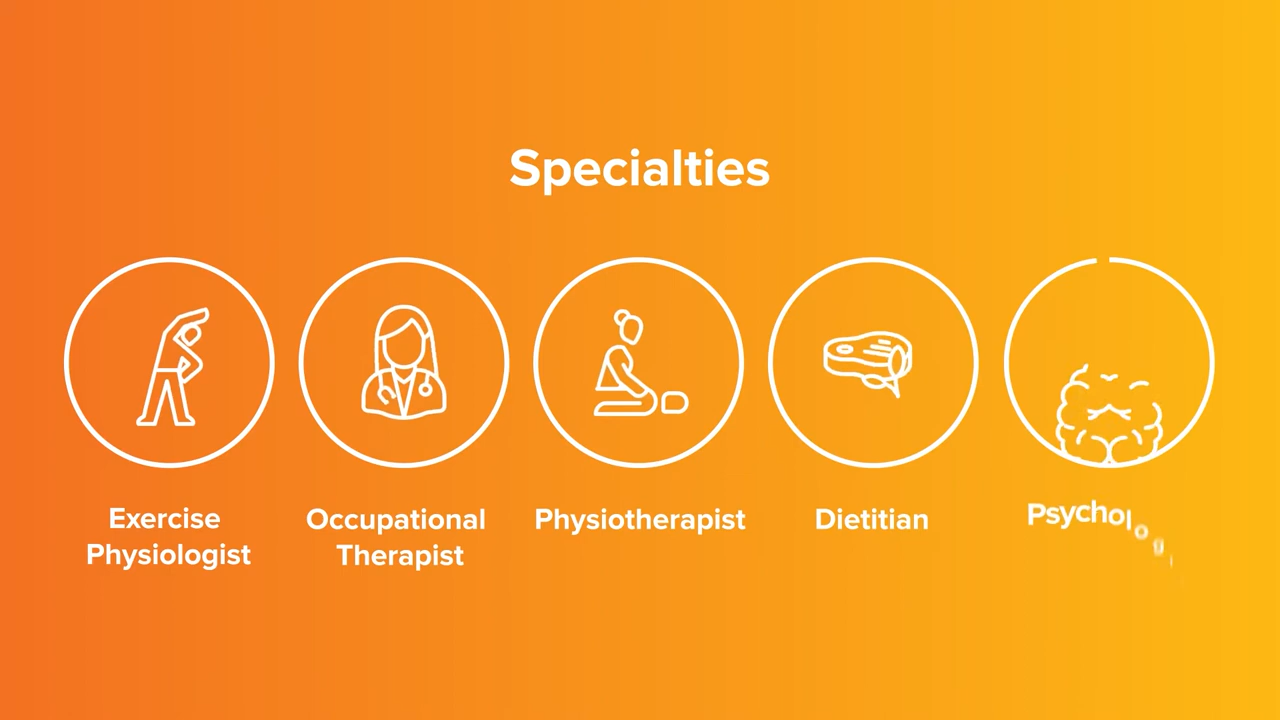 Specialties
Exercise
Physiologist
Occupational
Therapist
Physiotherapist
Dietitian